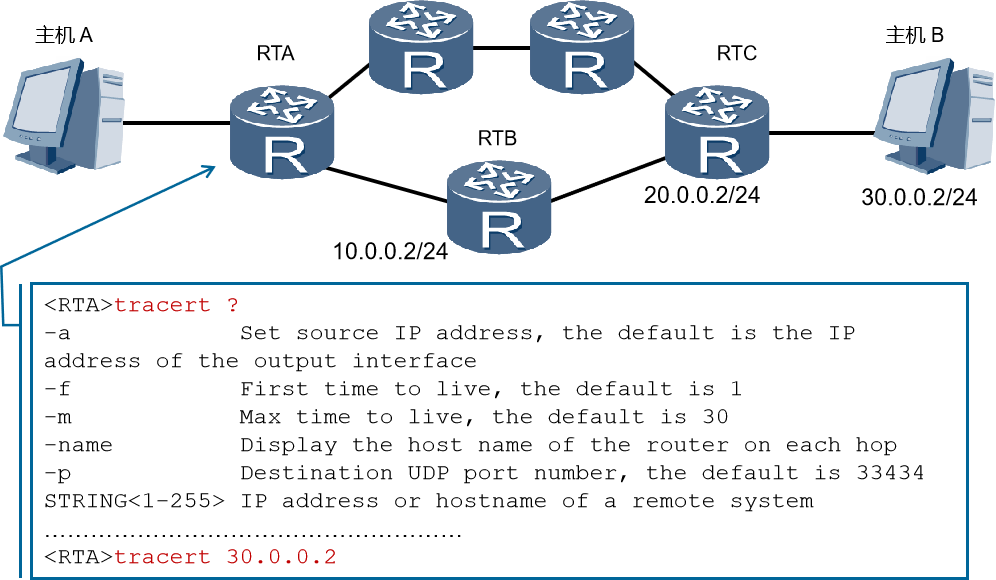 主机 A
主机 B
RTA
RTC
R
R
R
R
RTB
20.0.0.2/24
30.0.0.2/24
R
10.0.0.2/24
<RTA>tracert ?
-a Set source IP address, the default is the IP
address of the output interface
-f First time to live, the default is 1
-m Max time to live, the default is 30
-name Display the host name of the router on each hop
-p Destination UDP port number, the default is 33434
STRING<1-255> IP address or hostname of a remote system
......................................................
<RTA>tracert 30.0.0.2